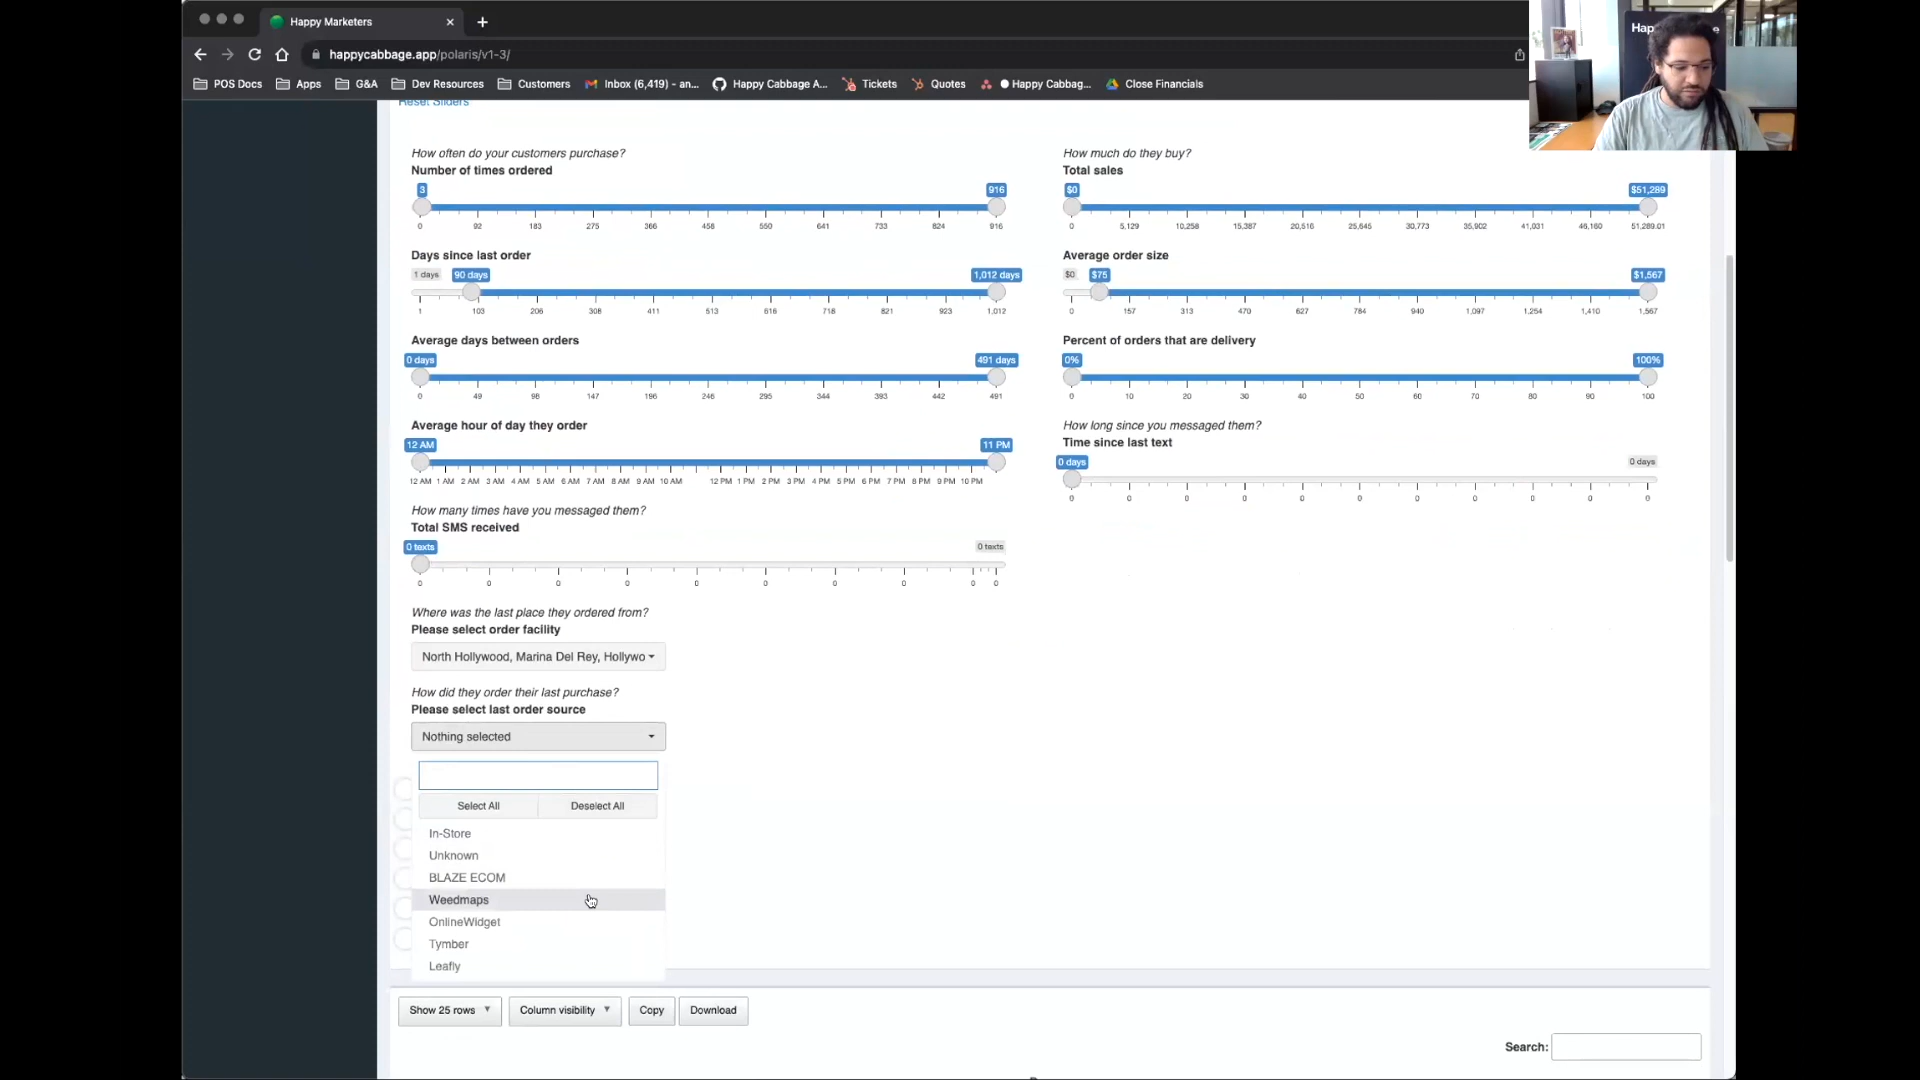 Happy Marketers
happycabbage.app/polaris/v1-3/
POS Docs Apps G&A Dev Resources Customers Inbox (6,419) - an... Happy Cabbage A... Tickets Quotes Happy Cabbag... Close Financials
Reset Sliders
How often do your customers purchase?
Number of times ordered
3 916
0 92 183 275 366 458 550 641 733 824 916
Days since last order
1 days 90 days 1,012 days
1 103 206 308 411 513 616 718 821 923 1,012
Average days between orders
0 days 491 days
0 49 98 147 196 246 295 344 393 442 491
Average hour of day they order
12 AM 11 PM
12 AM 1 AM 2 AM 3 AM 4 AM 5 AM 6 AM 7 AM 8 AM 9 AM 10 AM 12 PM 1 PM 2 PM 3 PM 4 PM 5 PM 6 PM 7 PM 8 PM 9 PM 10 PM
How many times have you messaged them?
Total SMS received
0 texts 0 texts
0 0 0 0 0 0 0 0 0 0
Where was the last place they ordered from?
Please select order facility
North Hollywood, Marina Del Rey, Hollywo
How did they order their last purchase?
Please select last order source
Nothing selected
Select All Deselect All
In-Store
Unknown
BLAZE ECOM
Weedmaps
OnlineWidget
Tymber
Leafly
How much do they buy?
Total sales
$0 $51,289
0 5,129 10,258 15,387 20,516 25,645 30,773 35,902 41,031 46,160 51,289.01
Average order size
$0 $75 $1,567
0 157 313 470 627 784 940 1,097 1,254 1,410 1,567
Percent of orders that are delivery
0% 100%
0 10 20 30 40 50 60 70 80 90 100
How long since you messaged them?
Time since last text
0 days 0 days
0 0 0 0 0 0 0 0 0 0 0
Show 25 rows Column visibility Copy Download
Search: